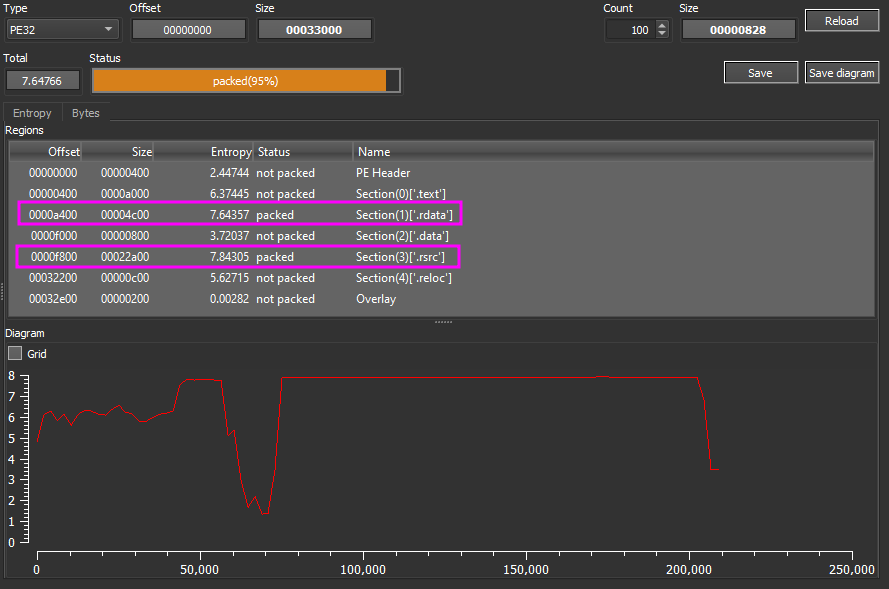 Type Offset Size Count Size
PE32 00000000 00033000 100 00000828 Reload
Total Status
7.64766 packed(95%) Save Save diagram
Entropy Bytes
Regions
Offset Size Entropy Status Name
00000000 00000400 2.44744 not packed PE Header
00000400 0000a000 6.37445 not packed Section(0)['.text']
0000a400 00004c00 7.64357 packed Section(1)['.rdata']
0000f000 00000800 3.72037 not packed Section(2)['.data']
0000f800 00022a00 7.84305 packed Section(3)['.rsrc']
00032200 00000c00 5.62715 not packed Section(4)['.reloc']
00032e00 00000200 0.00282 not packed Overlay
Diagram
Grid
8
7
6
5
4
3
2
1
0
0 50,000 100,000 150,000 200,000 250,000